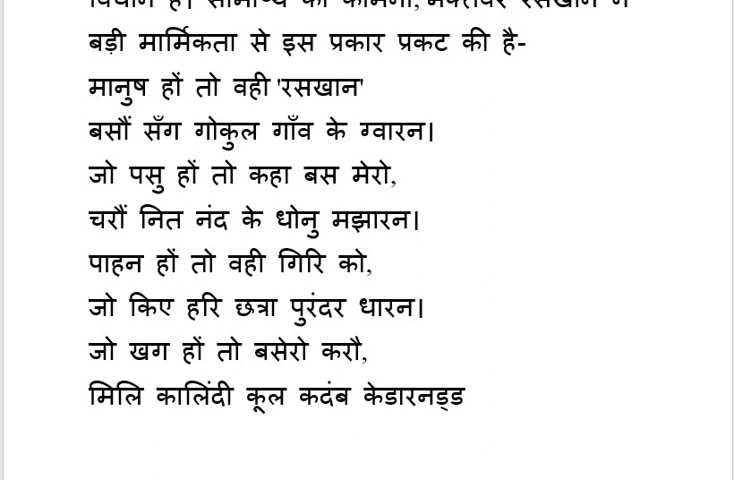 बड़ी मार्मिकता से इस प्रकार प्रकट की है-
मानुष हों तो वही 'रसखान'
बसौं सँग गोकुल गाँव के ग्वारन।
जो पसु हों तो कहा बस मेरो,
चरौं नित नंद के धोनु मझारन।
पाहन हों तो वही गिरि को,
जो किए हरि छत्रा पुरंदर धारन।
जो खग हों तो बसेरो करौ,
मिलि कालिंदी कूल कदंब केडारनड्ड